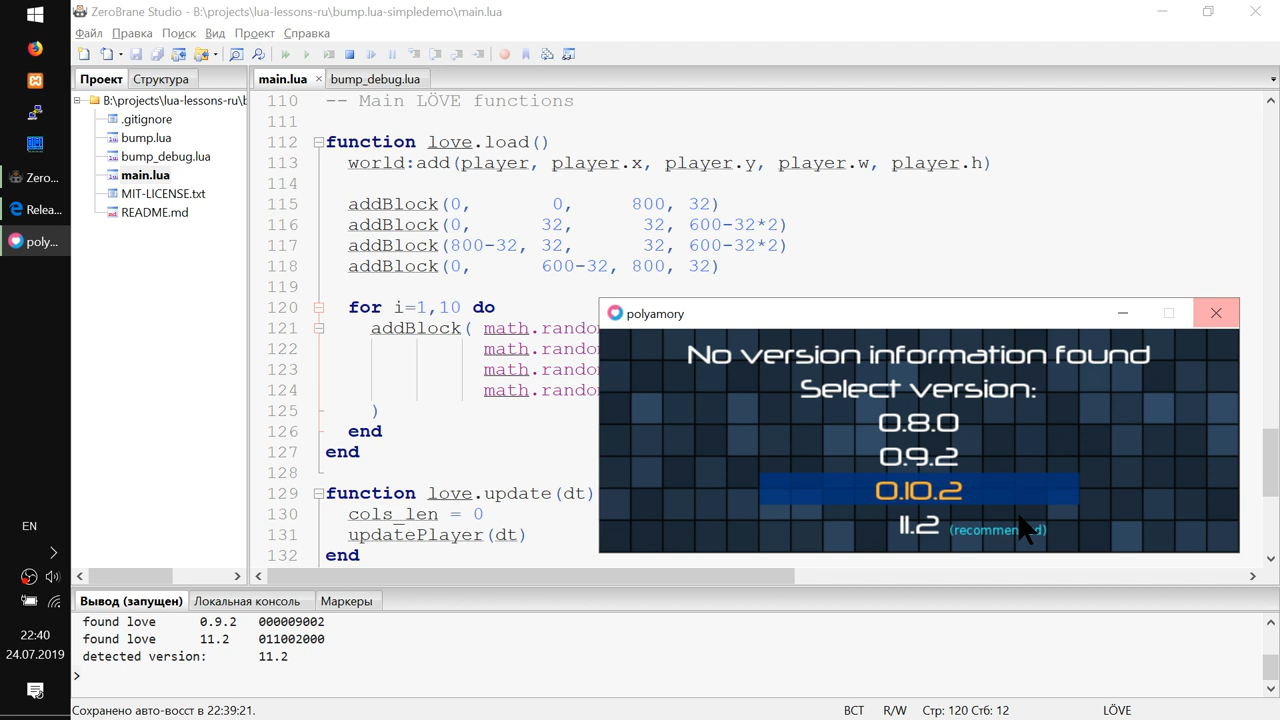 ZeroBrane Studio - B:\projects\lua-lessons-ru\bump.lua-simpledemo\main.lua
Файл Правка Поиск Вид Проект Справка
Проект Структура
main.lua bump_debug.lua
B:\projects\lua-lessons-ru\b
.gitignore
bump.lua
bump_debug.lua
main.lua
MIT-LICENSE.txt
README.md
Zero...
Relea...
poly...
110 -- Main LÖVE functions
111
112 function love.load()
113 world:add(player, player.x, player.y, player.w, player.h)
114
115 addBlock(0, 0, 800, 32)
116 addBlock(0, 32, 32, 600-32*2)
117 addBlock(800-32, 32, 32, 600-32*2)
118 addBlock(0, 600-32, 800, 32)
119
120 for i=1,10 do
121 addBlock( math.rando
122 math.rando
123 math.rando
124 math.rando
125 )
126 end
127 end
128
129 function love.update(dt)
130 cols_len = 0
131 updatePlayer(dt)
132 end
polyamory
No version information found
Select version:
0.8.0
0.9.2
0.10.2
11.2 (recommended)
Вывод (запущен) Локальная консоль Маркеры
found love 0.9.2 000009002
found love 11.2 011002000
detected version: 11.2
>
EN
22:40
24.07.2019
Сохранено авто-восст в 22:39:21.
ВСТ R/W Стр: 120 Стб: 12 LÖVE